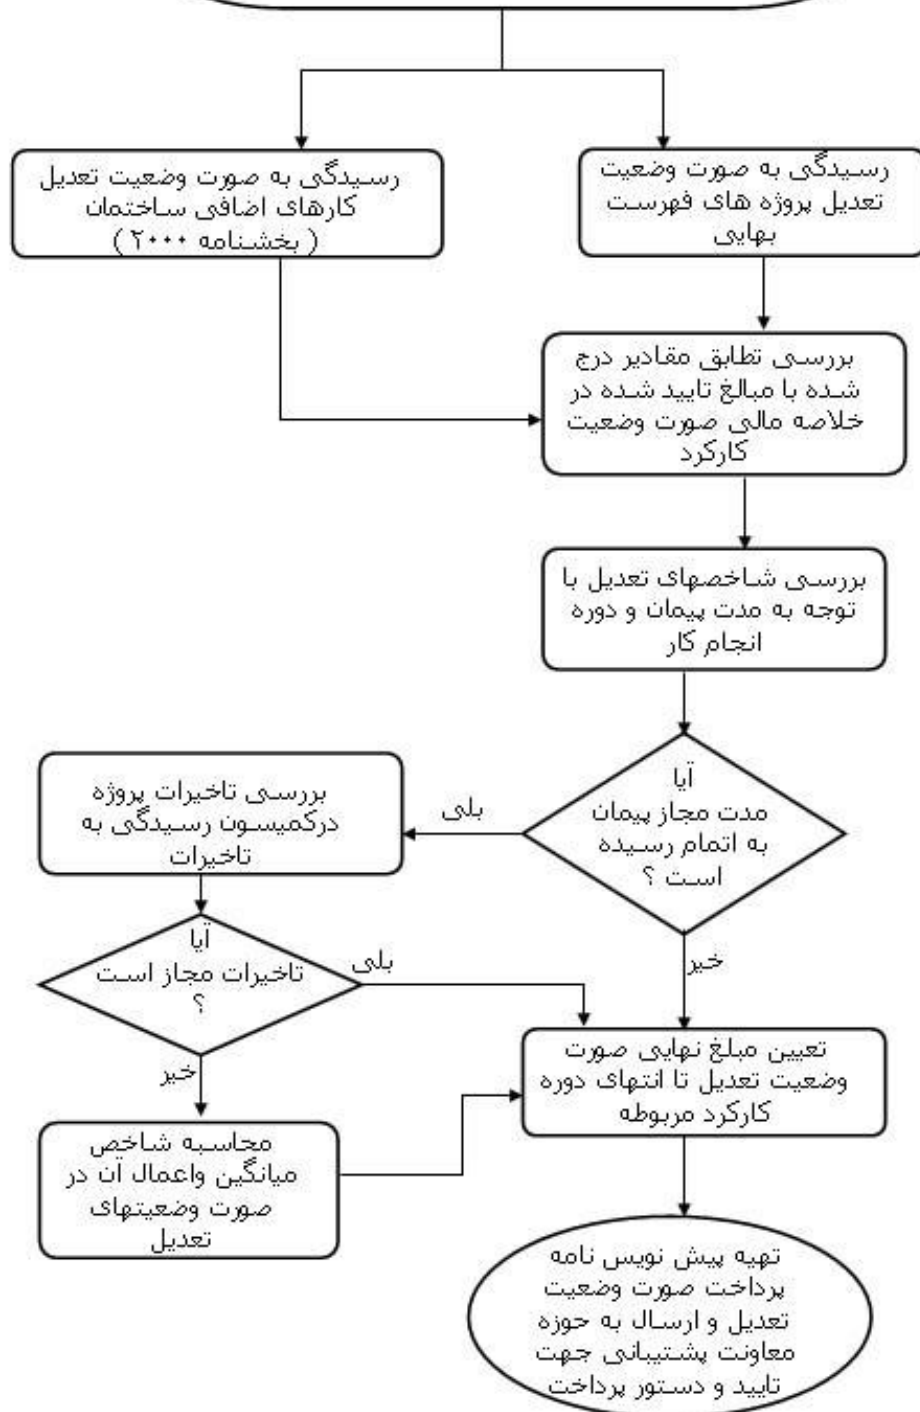 رسیدگی به صورت وضعیت
تعدیل پروژه های فهرست
بهایی
رسیدگی به صورت وضعیت تعدیل
کارهای اضافی ساختمان
( بخشنامه ۲۰۰۰ )
بررسی تطابق مقادیر درج
شده با مبالغ تایید شده در
خلاصه مالی صورت وضعیت
کارکرد
بررسی شاخصهای تعدیل با
توجه به مدت پیمان و دوره
انجام کار
آیا
مدت مجاز پیمان
به اتمام رسیده
است ؟
بلی
خیر
بررسی تاخیرات پروژه
درکمیسون رسیدگی به
تاخیرات
آیا
تاخیرات مجاز است
؟
بلی
خیر
محاسبه شاخص
میانگین واعمال آن در
صورت وضعیتهای
تعدیل
تعیین مبلغ نهایی صورت
وضعیت تعدیل تا انتهای دوره
کارکرد مربوطه
تهیه پیش نویس نامه
پرداخت صورت وضعیت
تعدیل و ارسال به حوزه
معاونت پشتیبانی جهت
تایید و دستور پرداخت